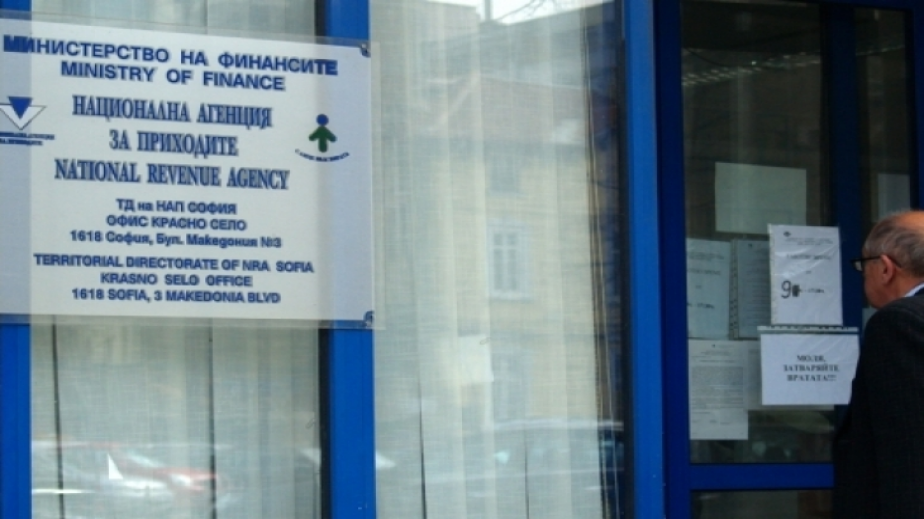 МИНИСТЕРСТВО НА ФИНАНСИТЕ
MINISTRY OF FINANCE
НАЦИОНАЛНА АГЕНЦИЯ
ЗА ПРИХОДИТЕ
NATIONAL REVENUE AGENCY
ТД на НАП СОФИЯ
ОФИС КРАСНО СЕЛО
1618 София, Бул. Македония №3
TERRITORIAL DIRECTORATE OF NRA SOFIA
KRASNO SELO OFFICE
1618 SOFIA, 3 MAKEDONIA BLVD
9
МОЛЯ,
ЗАТВАРЯЙТЕ
ВРАТАТА!!!